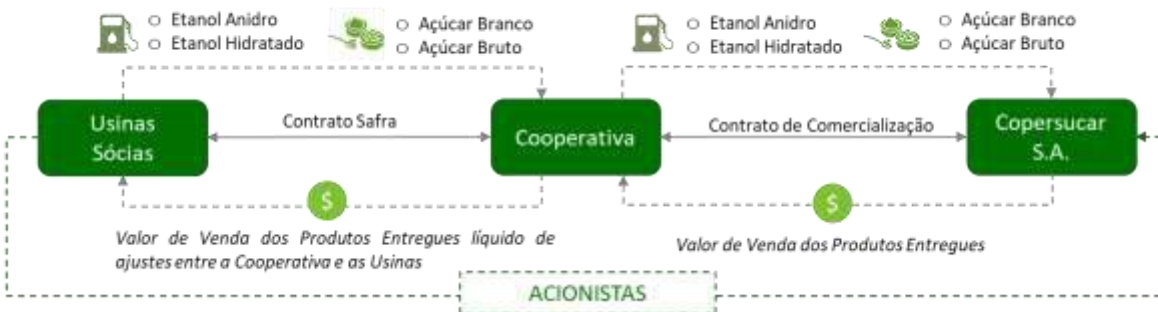 Etanol Anidro
Etanol Hidratado
Açúcar Branco
Açúcar Bruto
Etanol Anidro
Etanol Hidratado
Açúcar Branco
Açúcar Bruto
Usinas
Sócias
Contrato Safra
Cooperativa
Contrato de Comercialização
Copersucar
S.A.
$
$
Valor de Venda dos Produtos Entregues líquido de
ajustes entre a Cooperativa e as Usinas
Valor de Venda dos Produtos Entregues
ACIONISTAS